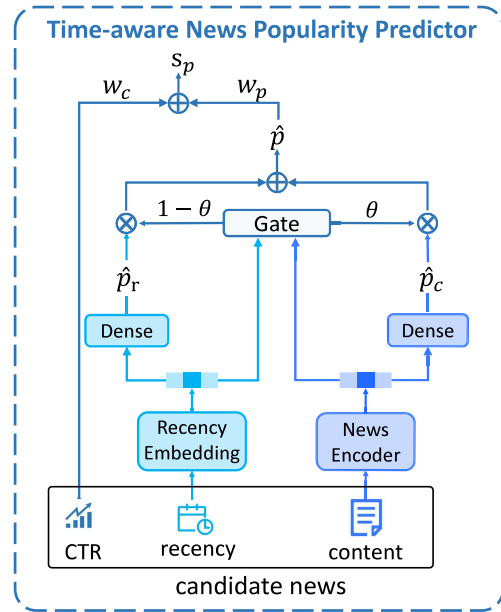 Time-aware News Popularity Predictor
s_p
w_c
w_p
p̂
1 − θ
Gate
θ
p̂_r
p̂_c
Dense
Dense
Recency
Embedding
News
Encoder
CTR
recency
content
candidate news